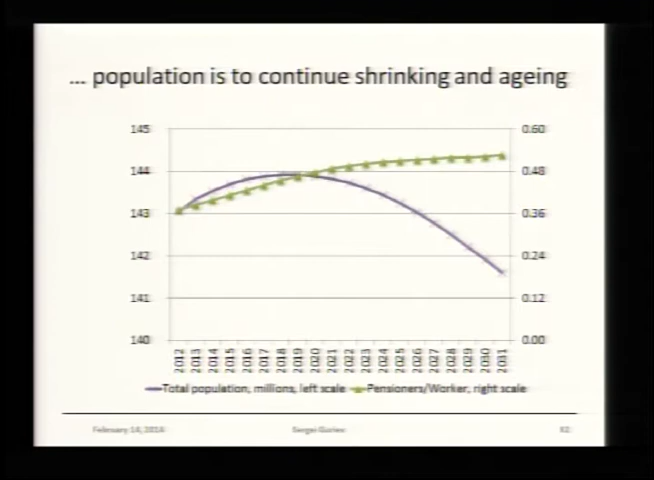 ... population is to continue shrinking and ageing
145 0.60
144 0.48
143 0.36
142 0.24
141 0.12
140 0.00
2012 2013 2014 2015 2016 2017 2018 2019 2020 2021 2022 2023 2024 2025 2026 2027 2028 2029 2030 2031
Total population, millions, left scale Pensioners/Worker, right scale
February 14, Sergei Guriev